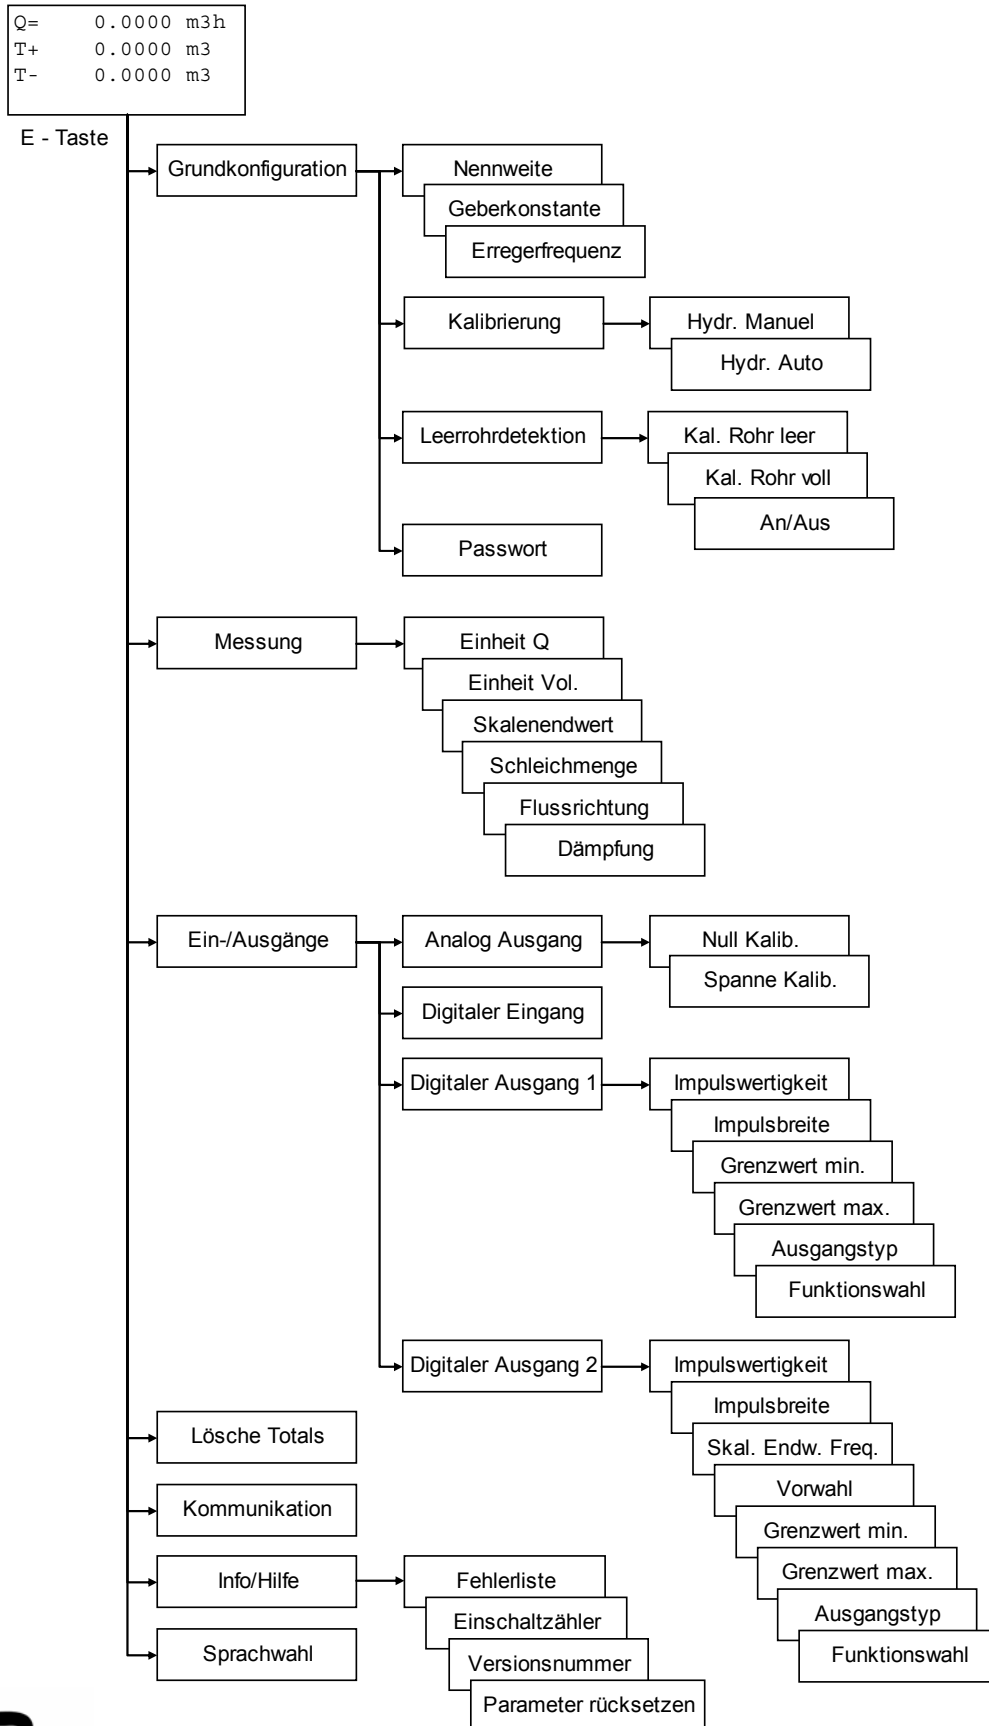 Q= 0.0000 m3h
T+ 0.0000 m3
T- 0.0000 m3
E - Taste
Grundkonfiguration
Nennweite
Geberkonstante
Erregerfrequenz
Kalibrierung
Hydr. Manuel
Hydr. Auto
Leerrohrdetektion
Kal. Rohr leer
Kal. Rohr voll
An/Aus
Passwort
Messung
Einheit Q
Einheit Vol.
Skalenendwert
Schleichmenge
Flussrichtung
Dämpfung
Ein-/Ausgänge
Analog Ausgang
Null Kalib.
Spanne Kalib.
Digitaler Eingang
Digitaler Ausgang 1
Impulswertigkeit
Impulsbreite
Grenzwert min.
Grenzwert max.
Ausgangstyp
Funktionswahl
Digitaler Ausgang 2
Impulswertigkeit
Impulsbreite
Skal. Endw. Freq.
Vorwahl
Grenzwert min.
Grenzwert max.
Ausgangstyp
Funktionswahl
Lösche Totals
Kommunikation
Info/Hilfe
Fehlerliste
Einschaltzähler
Versionsnummer
Parameter rücksetzen
Sprachwahl